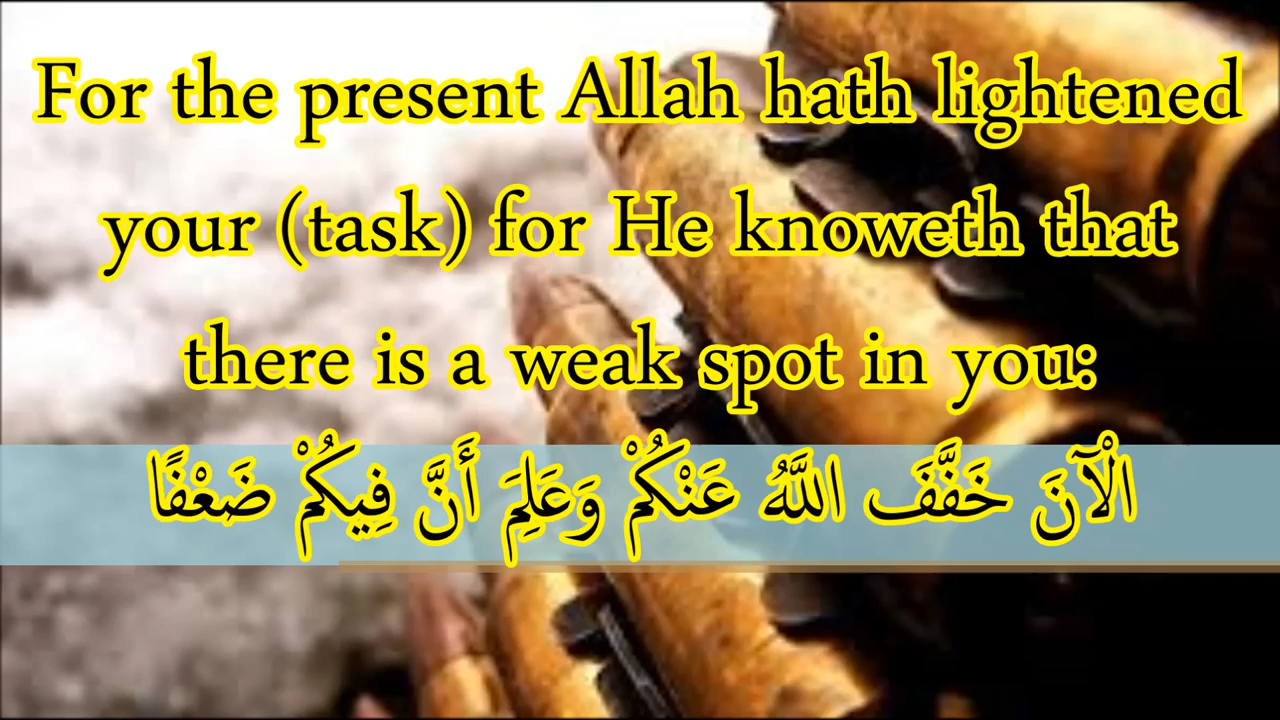 For the present Allah hath lightened
your (task) for He knoweth that
there is a weak spot in you:
الْآنَ خَفَّفَ اللَّهُ عَنْكُمْ وَعَلِمَ أَنَّ فِيكُمْ ضَعْفًا